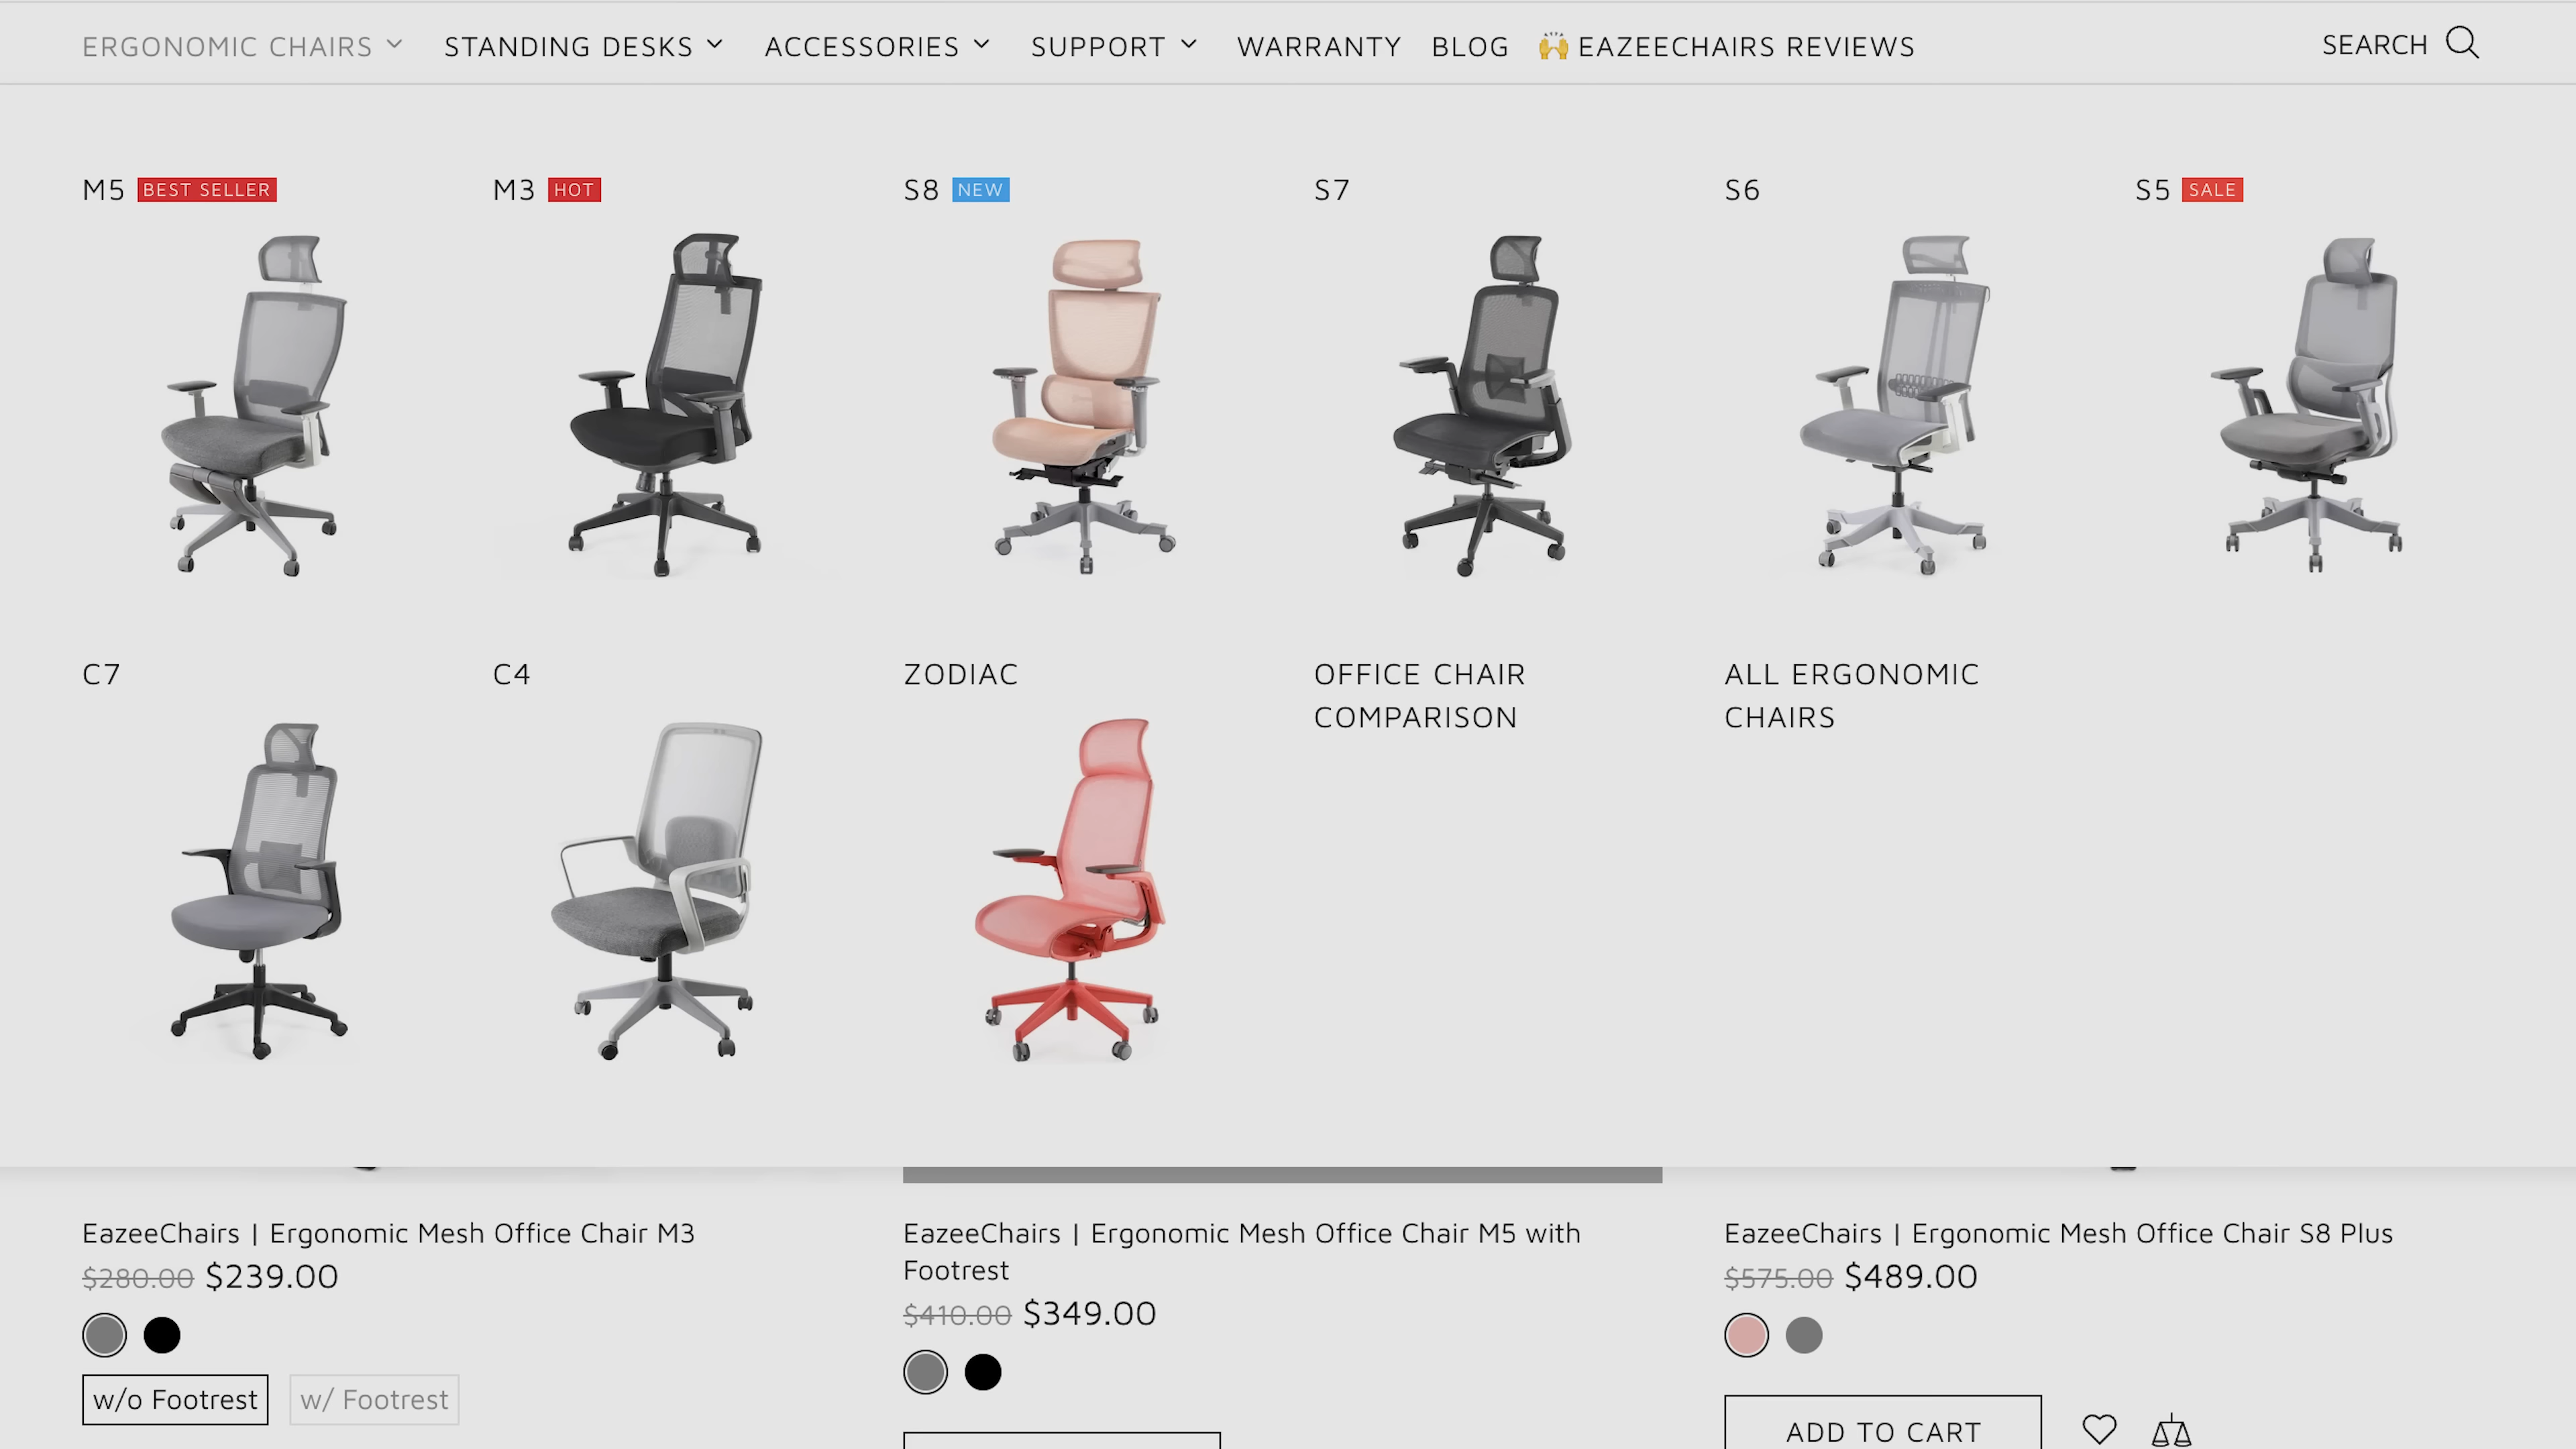 ERGONOMIC CHAIRS STANDING DESKS ACCESSORIES SUPPORT WARRANTY BLOG 🙌 EAZEECHAIRS REVIEWS SEARCH
M5 BEST SELLER M3 HOT S8 NEW S7 S6 S5 SALE
C7 C4 ZODIAC OFFICE CHAIR ALL ERGONOMIC
COMPARISON CHAIRS
EazeeChairs | Ergonomic Mesh Office Chair M3
$280.00 $239.00
w/o Footrest w/ Footrest
EazeeChairs | Ergonomic Mesh Office Chair M5 with
Footrest
$410.00 $349.00
EazeeChairs | Ergonomic Mesh Office Chair S8 Plus
$575.00 $489.00
ADD TO CART